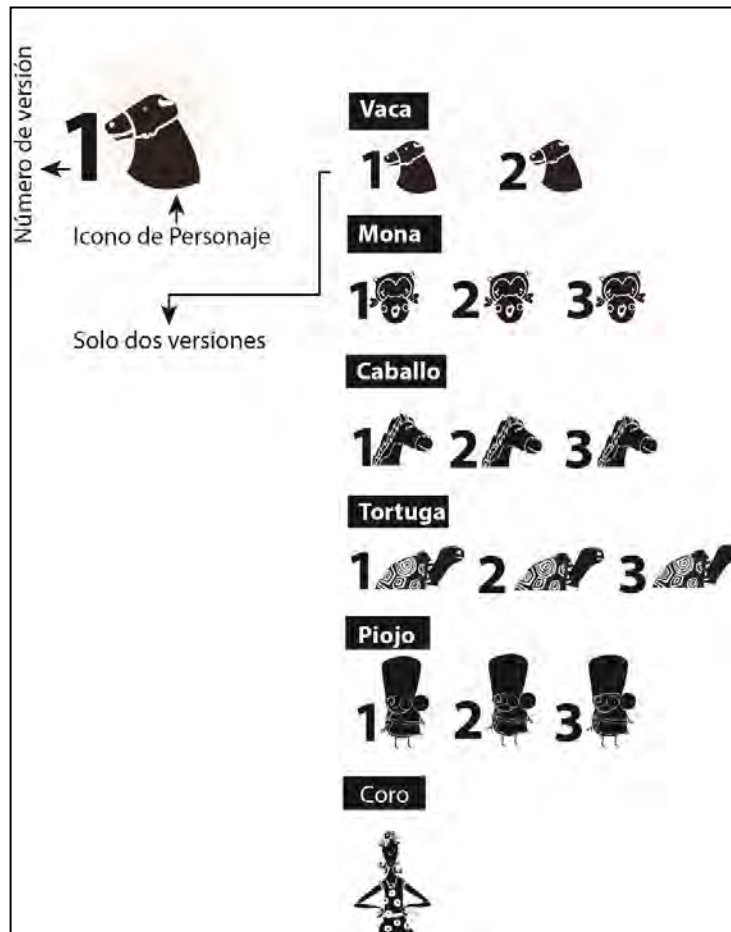 Número de versión
1
Icono de Personaje
Solo dos versiones
Vaca
1 2
Mona
1 2 3
Caballo
1 2 3
Tortuga
1 2 3
Piojo
1 2 3
Coro